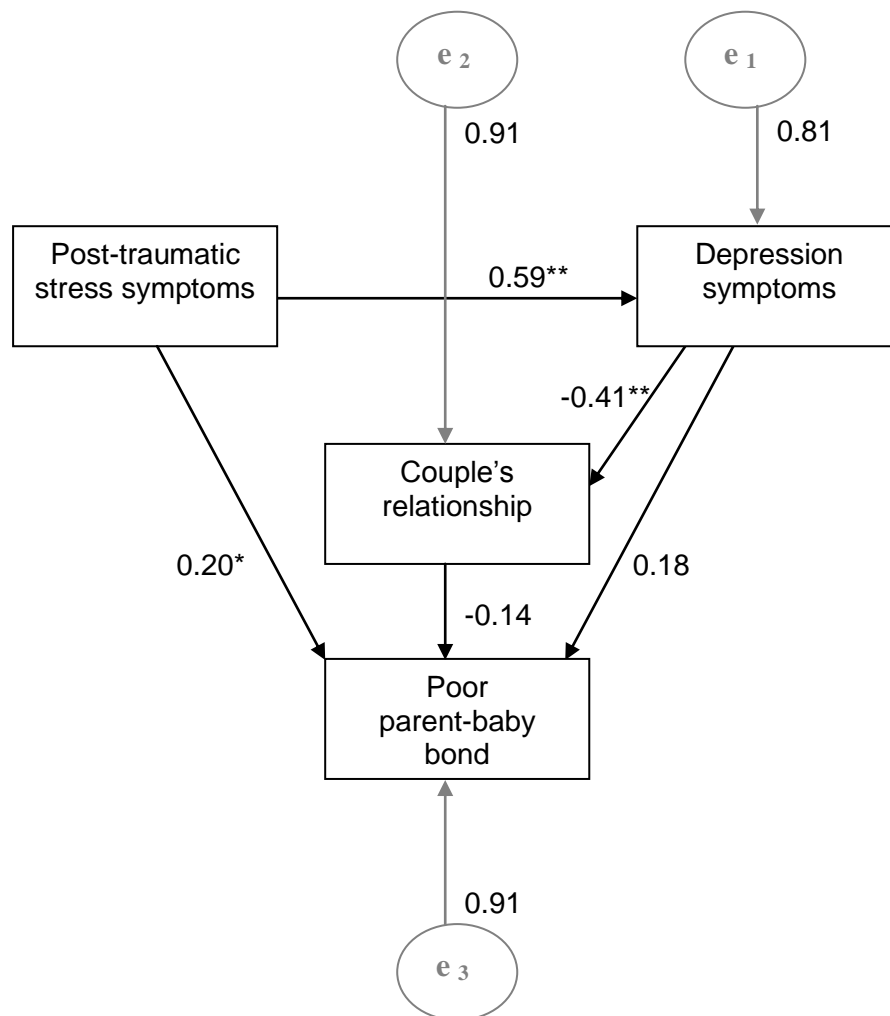 e 2
e 1
0.91
0.81
Post-traumatic
stress symptoms
0.59**
Depression
symptoms
-0.41**
Couple’s
relationship
0.20*
0.18
-0.14
Poor
parent-baby
bond
0.91
e 3